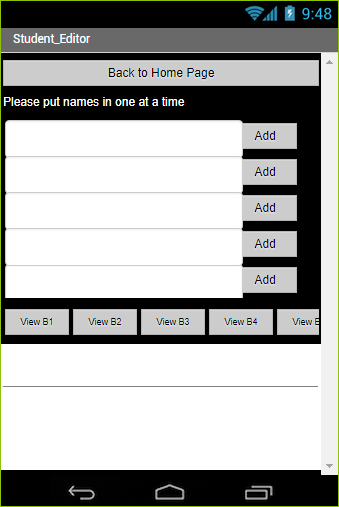 9:48
Student_Editor
Back to Home Page
Please put names in one at a time
Add
Add
Add
Add
Add
View B1 View B2 View B3 View B4 View B